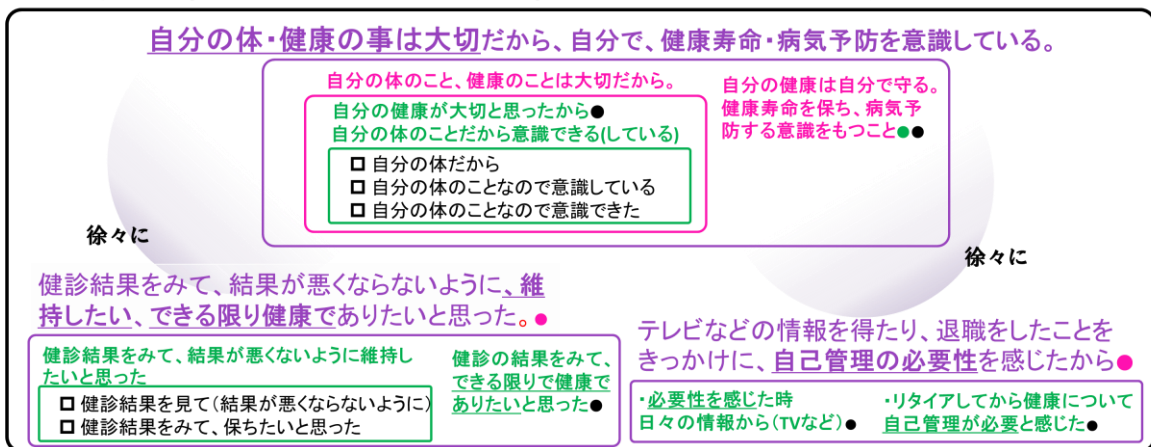 自分の体・健康の事は大切だから、自分で、健康寿命・病気予防を意識している。
自分の体のこと、健康のことは大切だから。
自分の健康が大切と思ったから●
自分の体のことだから意識できる(している)
□ 自分の体だから
□ 自分の体のことなので意識している
□ 自分の体のことなので意識できた
自分の健康は自分で守る。
健康寿命を保ち、病気予
防する意識をもつこと●●
徐々に
徐々に
健診結果をみて、結果が悪くならないように、維
持したい、できる限り健康でありたいと思った。●
健診結果をみて、結果が悪くないように維持し
たいと思った
□ 健診結果を見て(結果が悪くならないように)
□ 健診結果をみて、保ちたいと思った
健診の結果をみて、
できる限りで健康で
ありたいと思った●
テレビなどの情報を得たり、退職をしたことを
きっかけに、自己管理の必要性を感じたから●
・必要性を感じた時
日々の情報から(TVなど)●
・リタイアしてから健康について
自己管理が必要と感じた●